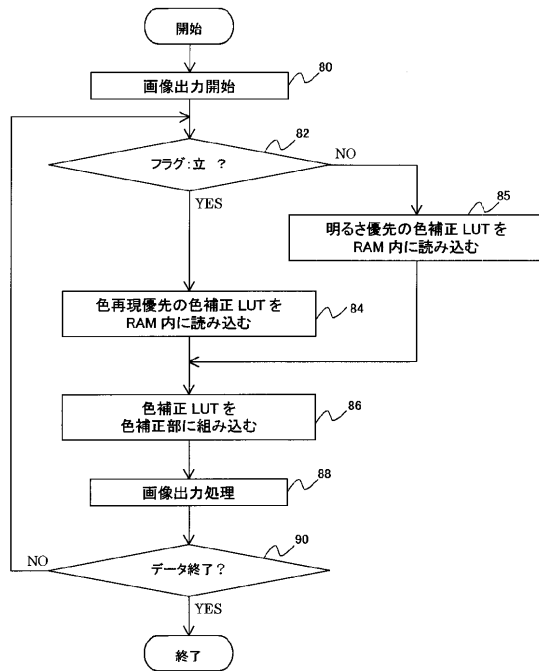 開始
画像出力開始
80
フラグ:立 ?
82
NO
YES
明るさ優先の色補正 LUT を
RAM 内に読み込む
85
色再現優先の色補正 LUT を
RAM 内に読み込む
84
色補正 LUT を
色補正部に組み込む
86
画像出力処理
88
データ終了?
90
NO
YES
終了